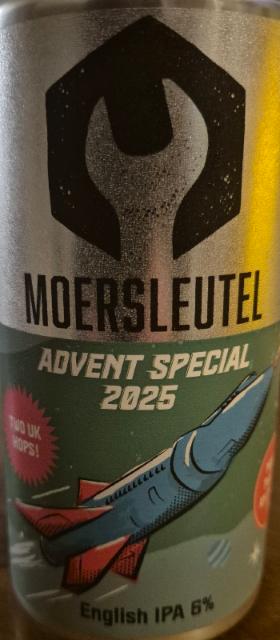 MOERSLEUTEL
ADVENT SPECIAL
2025
TWO UK
HOPS!
English IPA 6%